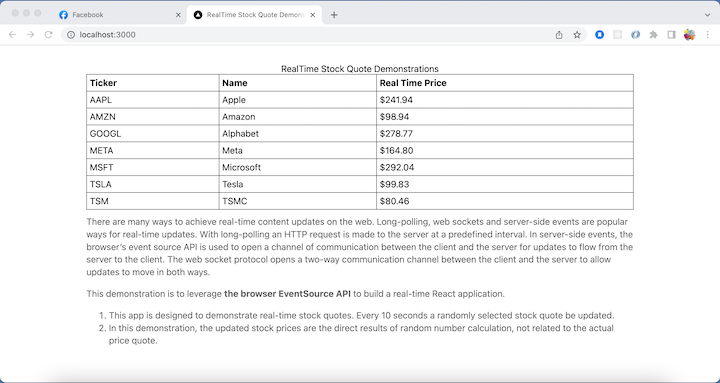 Facebook
RealTime Stock Quote Demons
localhost:3000
RealTime Stock Quote Demonstrations
Ticker Name Real Time Price
AAPL Apple $241.94
AMZN Amazon $98.94
GOOGL Alphabet $278.77
META Meta $164.80
MSFT Microsoft $292.04
TSLA Tesla $99.83
TSM TSMC $80.46
There are many ways to achieve real-time content updates on the web. Long-polling, web sockets and server-side events are popular
ways for real-time updates. With long-polling an HTTP request is made to the server at a predefined interval. In server-side events, the
browser's event source API is used to open a channel of communication between the client and the server for updates to flow from the
server to the client. The web socket protocol opens a two-way communication channel between the client and the server to allow
updates to move in both ways.
This demonstration is to leverage the browser EventSource API to build a real-time React application.
1. This app is designed to demonstrate real-time stock quotes. Every 10 seconds a randomly selected stock quote be updated.
2. In this demonstration, the updated stock prices are the direct results of random number calculation, not related to the actual
price quote.